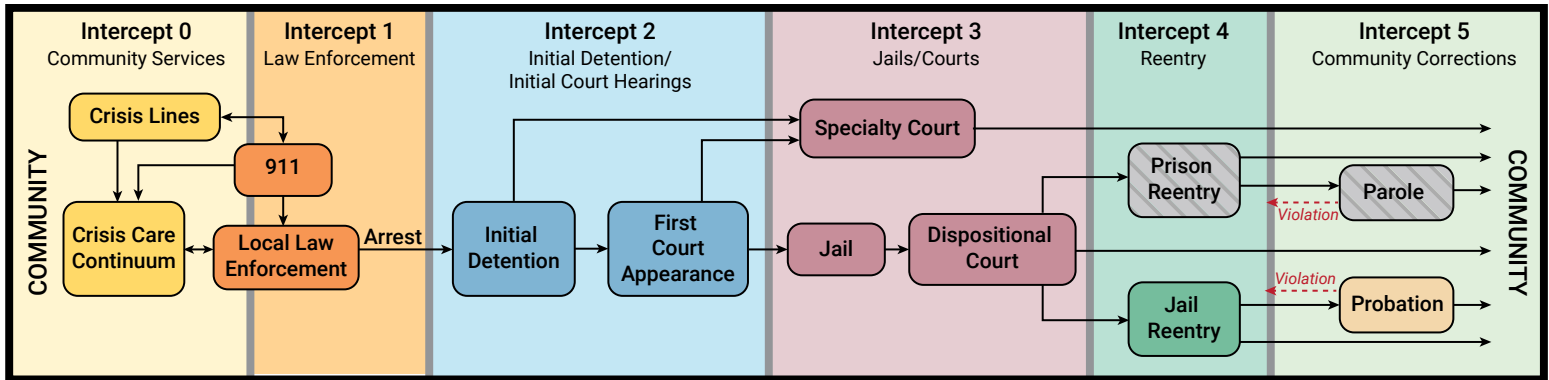 Intercept 0
Community Services
Intercept 1
Law Enforcement
Intercept 2
Initial Detention/
Initial Court Hearings
Intercept 3
Jails/Courts
Intercept 4
Reentry
Intercept 5
Community Corrections
COMMUNITY
Crisis Lines
911
Crisis Care
Continuum
Local Law
Enforcement
Arrest
Initial
Detention
First
Court
Appearance
Specialty Court
Jail
Dispositional
Court
Prison
Reentry
Violation
Parole
Jail
Reentry
Violation
Probation
COMMUNITY